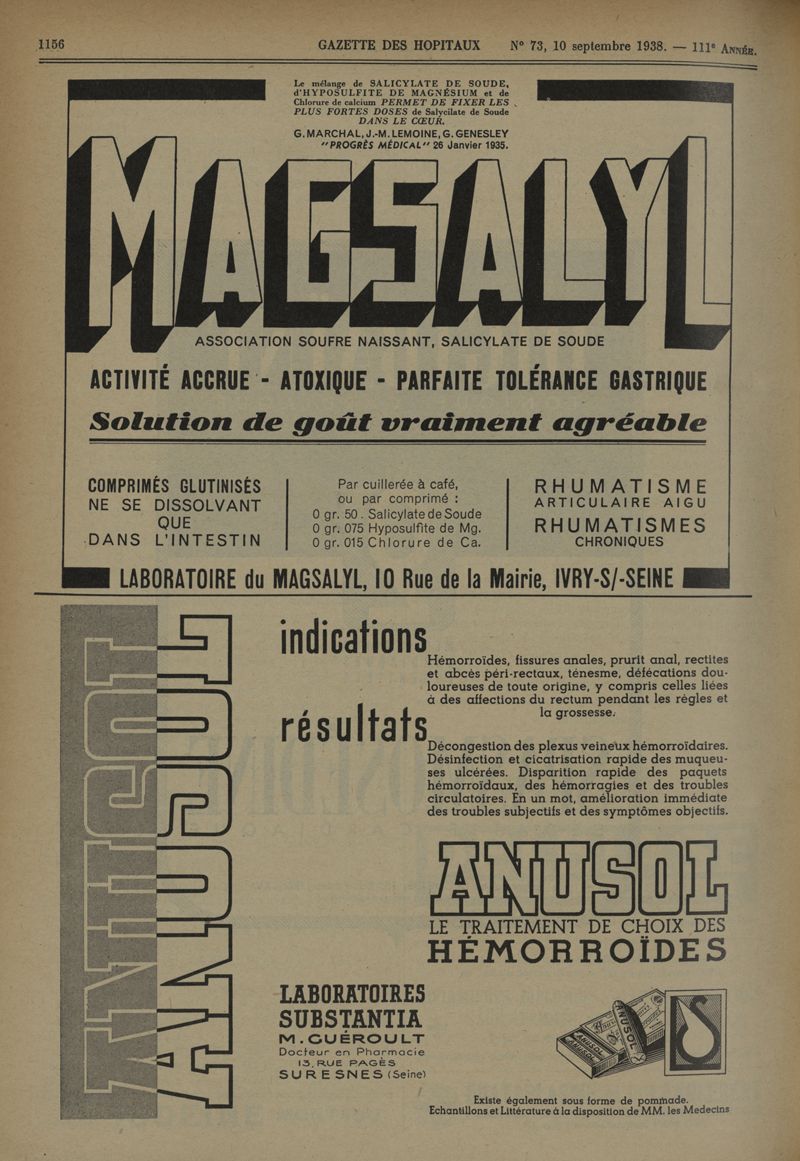 1156 GAZETTE DES HOPITAUX N° 73, 10 septembre 1938. — 111e ANNÉE.
Le mélange de SALICYLATE DE SOUDE,
d'HYPOSULFITE DE MAGNÉSIUM et de
Chlorure de calcium PERMET DE FIXER LES
PLUS FORTES DOSES de Salycilate de Soude
DANS LE CŒUR.
G. MARCHAL, J.-M. LEMOINE, G. GENESLEY
"PROGRÈS MÉDICAL" 26 Janvier 1935.
MAGSALYL
ASSOCIATION SOUFRE NAISSANT, SALICYLATE DE SOUDE
ACTIVITÉ ACCRUE - ATOXIQUE - PARFAITE TOLÉRANCE GASTRIQUE
Solution de goût vraiment agréable
COMPRIMÉS GLUTINISÉS
NE SE DISSOLVANT
QUE
DANS L'INTESTIN
Par cuillerée à café,
ou par comprimé :
0 gr. 50. Salicylate de Soude
0 gr. 075 Hyposulfite de Mg.
0 gr. 015 Chlorure de Ca.
RHUMATISME
ARTICULAIRE AIGU
RHUMATISMES
CHRONIQUES
LABORATOIRE du MAGSALYL, 10 Rue de la Mairie, IVRY-S/-SEINE
ANUSOL
indications
Hémorroïdes, fissures anales, prurit anal, rectites
et abcès péri-rectaux, ténesme, défécations dou-
loureuses de toute origine, y compris celles liées
à des affections du rectum pendant les règles et
la grossesse.
résultats
Décongestion des plexus veineux hémorroïdaires.
Désinfection et cicatrisation rapide des muqueu-
ses ulcérées. Disparition rapide des paquets
hémorroïdaux, des hémorragies et des troubles
circulatoires. En un mot, amélioration immédiate
des troubles subjectifs et des symptômes objectifs.
ANUSOL
LE TRAITEMENT DE CHOIX DES
HÉMORROÏDES
LABORATOIRES
SUBSTANTIA
M. GUÉROULT
Docteur en Pharmacie
13, RUE PAGÈS
SURESNES (Seine)
ANUSOL
Anusol
ANUSOL
ANUSOL
Existe également sous forme de pommade.
Echantillons et Littérature à la disposition de MM. les Medecins